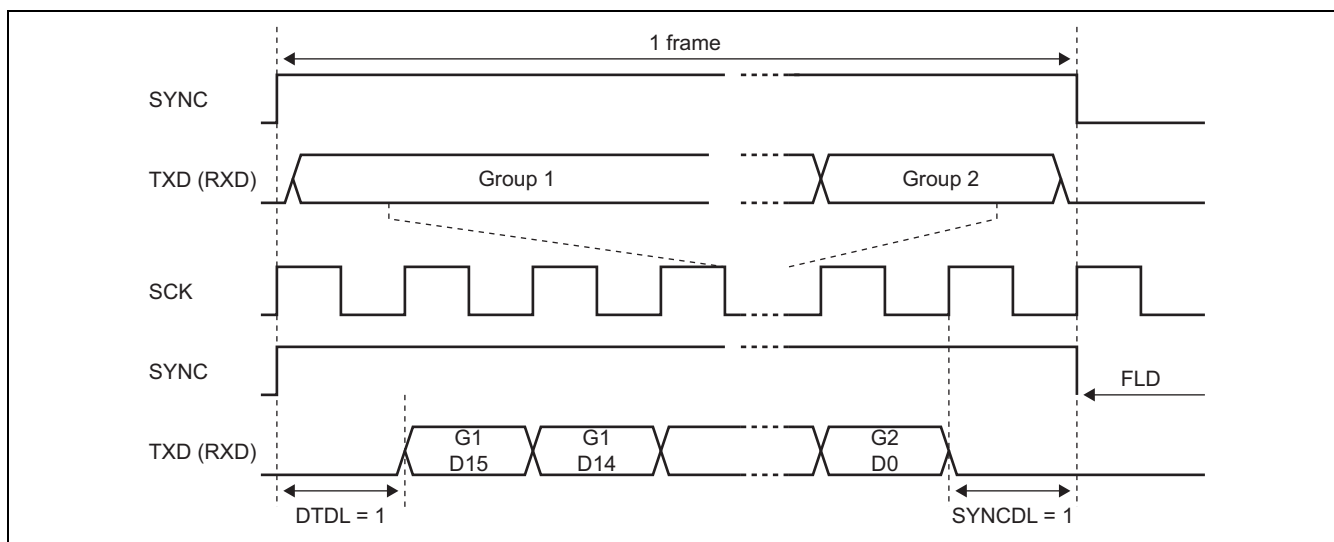 1 frame
SYNC
TXD (RXD)
Group 1
Group 2
SCK
SYNC
FLD
TXD (RXD)
G1
D15
G1
D14
G2
D0
DTDL = 1
SYNCDL = 1